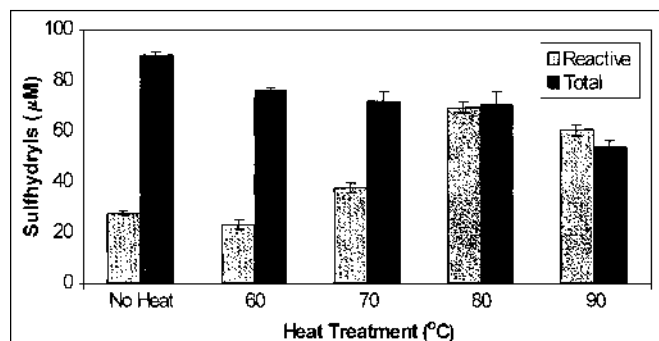 100
80
60
40
20
0
Sulfhydryls (µM)
Reactive
Total
No Heat 60 70 80 90
Heat Treatment (°C)